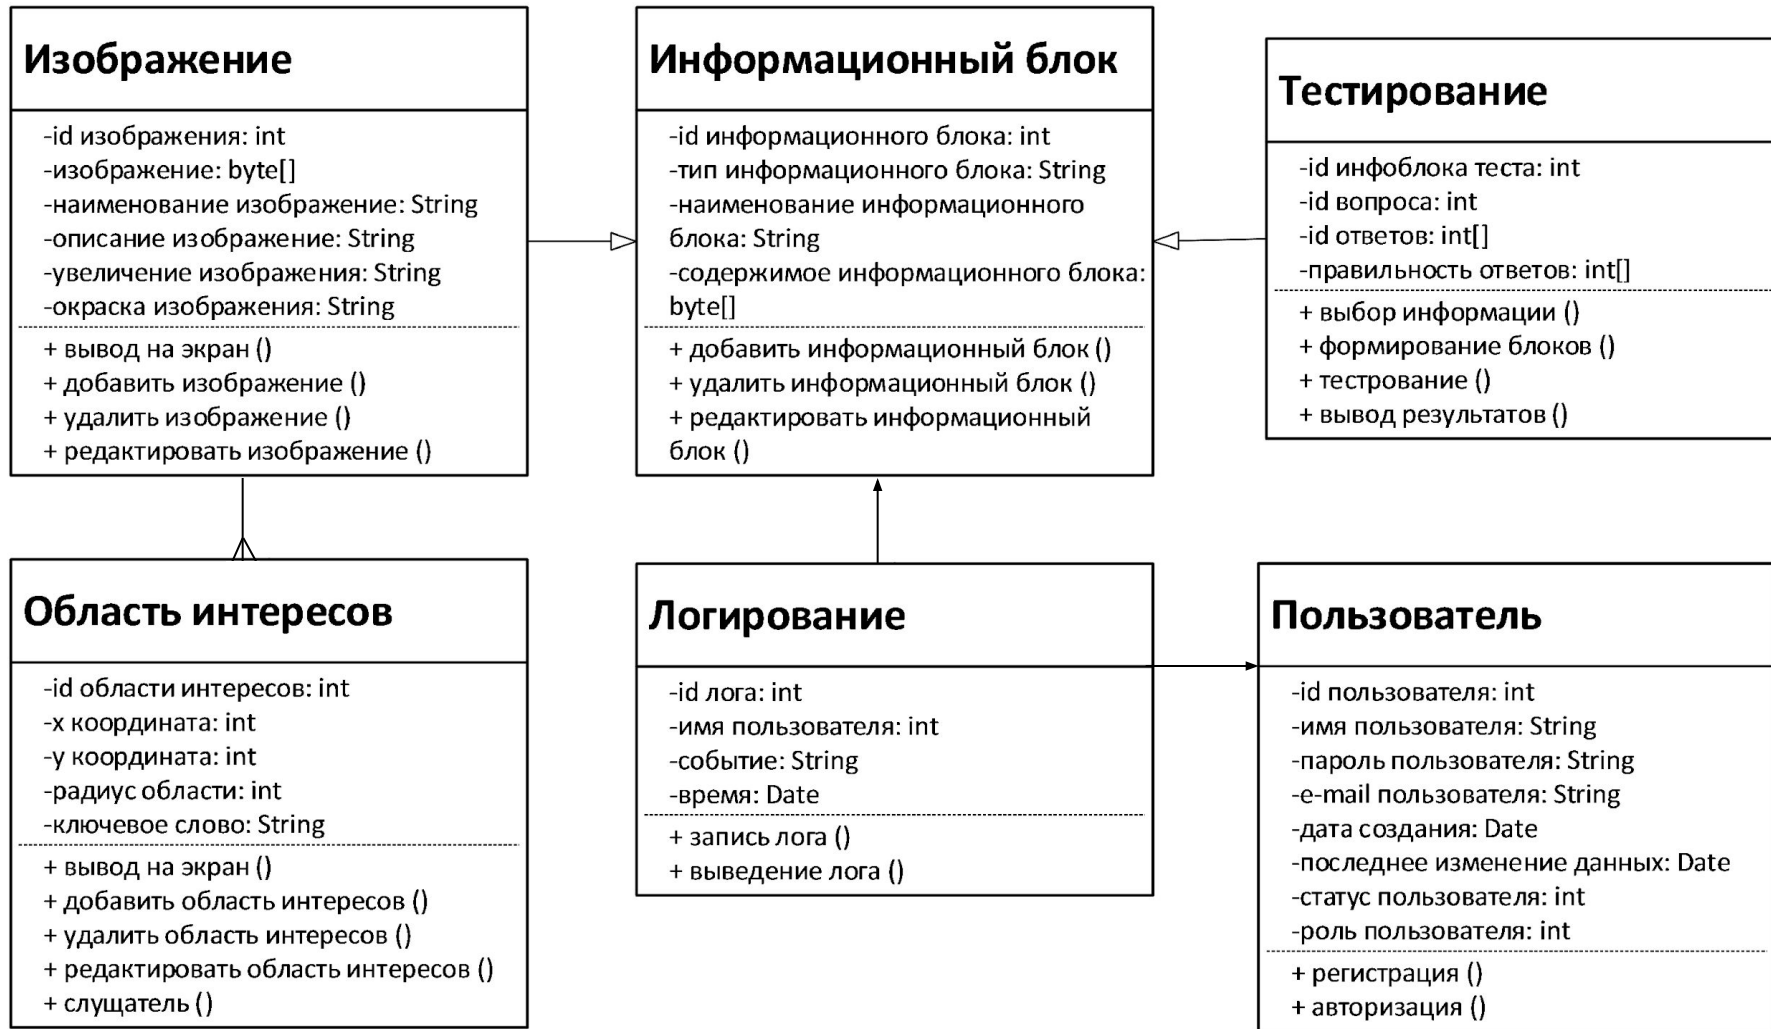 Изображение
-id изображения: int
-изображение: byte[]
-наименование изображение: String
-описание изображение: String
-увеличение изображения: String
-окраска изображения: String
+ вывод на экран ()
+ добавить изображение ()
+ удалить изображение ()
+ редактировать изображение ()
Информационный блок
-id информационного блока: int
-тип информационного блока: String
-наименование информационного
блока: String
-содержимое информационного блока:
byte[]
+ добавить информационный блок ()
+ удалить информационный блок ()
+ редактировать информационный
блок ()
Тестирование
-id инфоблока теста: int
-id вопроса: int
-id ответов: int[]
-правильность ответов: int[]
+ выбор информации ()
+ формирование блоков ()
+ тестрование ()
+ вывод результатов ()
Область интересов
-id области интересов: int
-x координата: int
-y координата: int
-радиус области: int
-ключевое слово: String
+ вывод на экран ()
+ добавить область интересов ()
+ удалить область интересов ()
+ редактировать область интересов ()
+ слущатель ()
Логирование
-id лога: int
-имя пользователя: int
-событие: String
-время: Date
+ запись лога ()
+ выведение лога ()
Пользователь
-id пользователя: int
-имя пользователя: String
-пароль пользователя: String
-e-mail пользователя: String
-дата создания: Date
-последнее изменение данных: Date
-статус пользователя: int
-роль пользователя: int
+ регистрация ()
+ авторизация ()